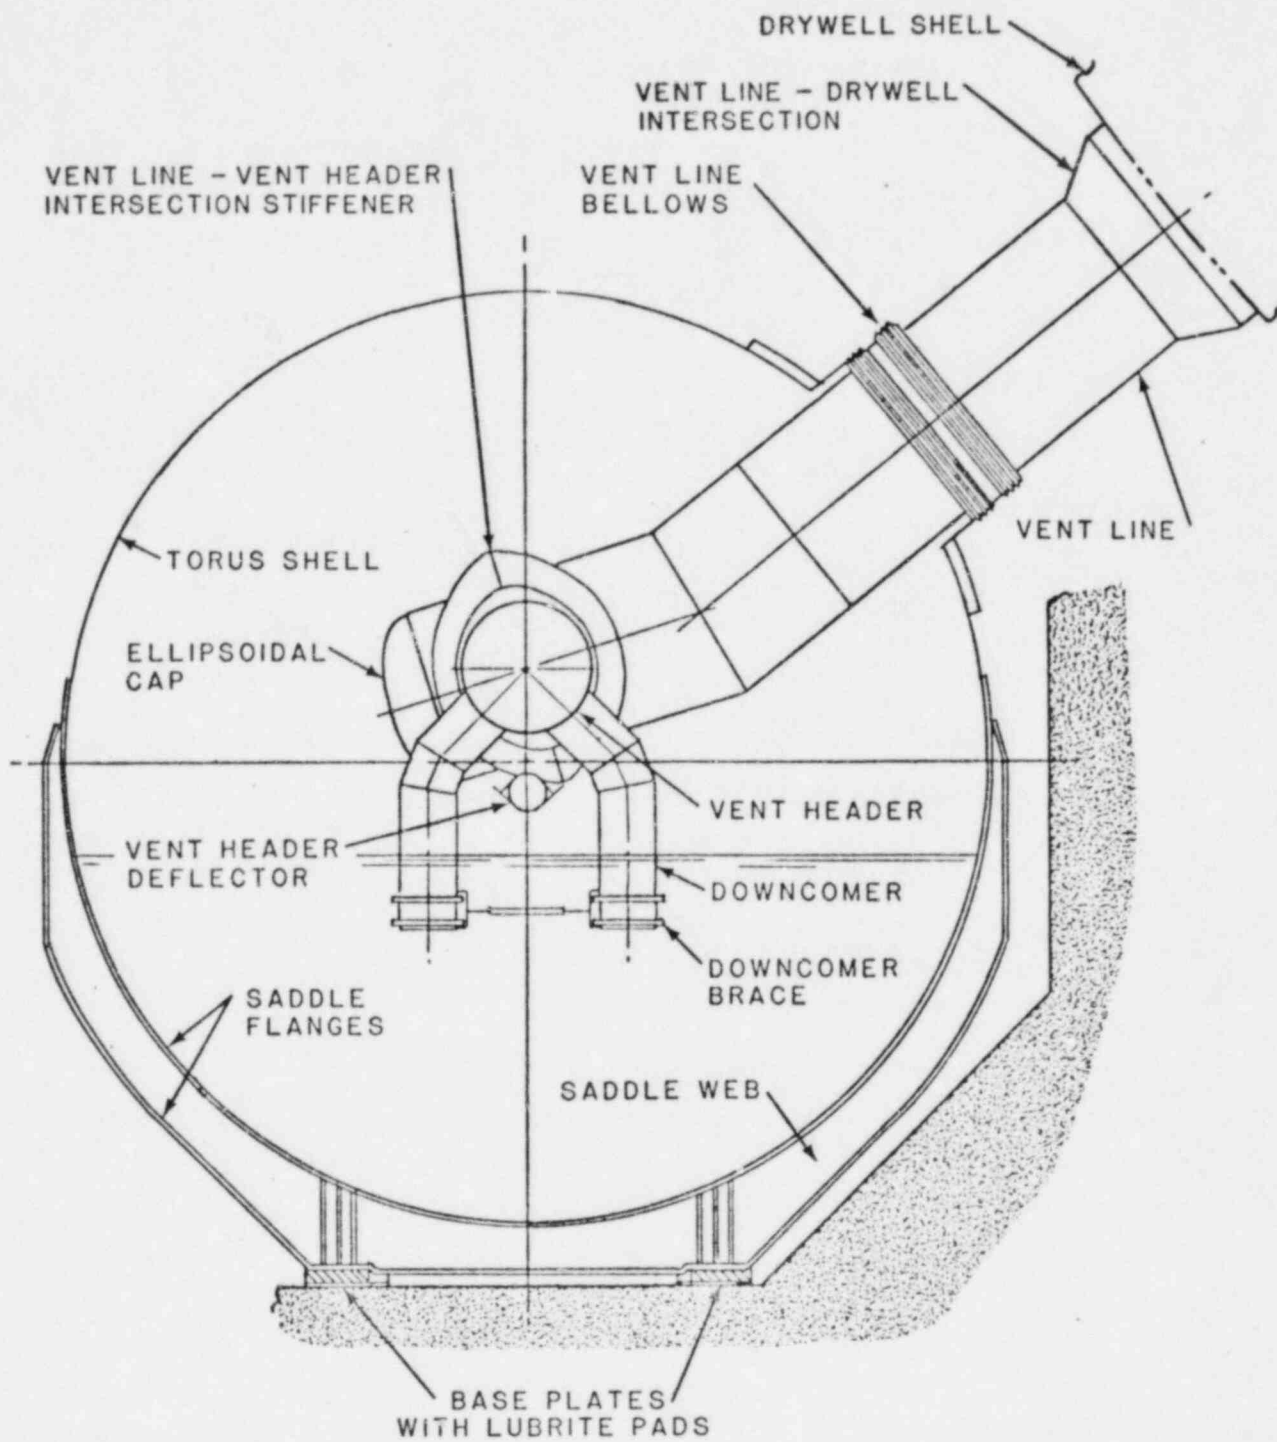 DRYWELL SHELL
VENT LINE – DRYWELL
INTERSECTION
VENT LINE – VENT HEADER
INTERSECTION STIFFENER
VENT LINE
BELLOWS
VENT LINE
TORUS SHELL
ELLIPSOIDAL
CAP
VENT HEADER
VENT HEADER
DEFLECTOR
DOWNCOMER
DOWNCOMER
BRACE
SADDLE
FLANGES
SADDLE WEB
BASE PLATES
WITH LUBRITE PADS